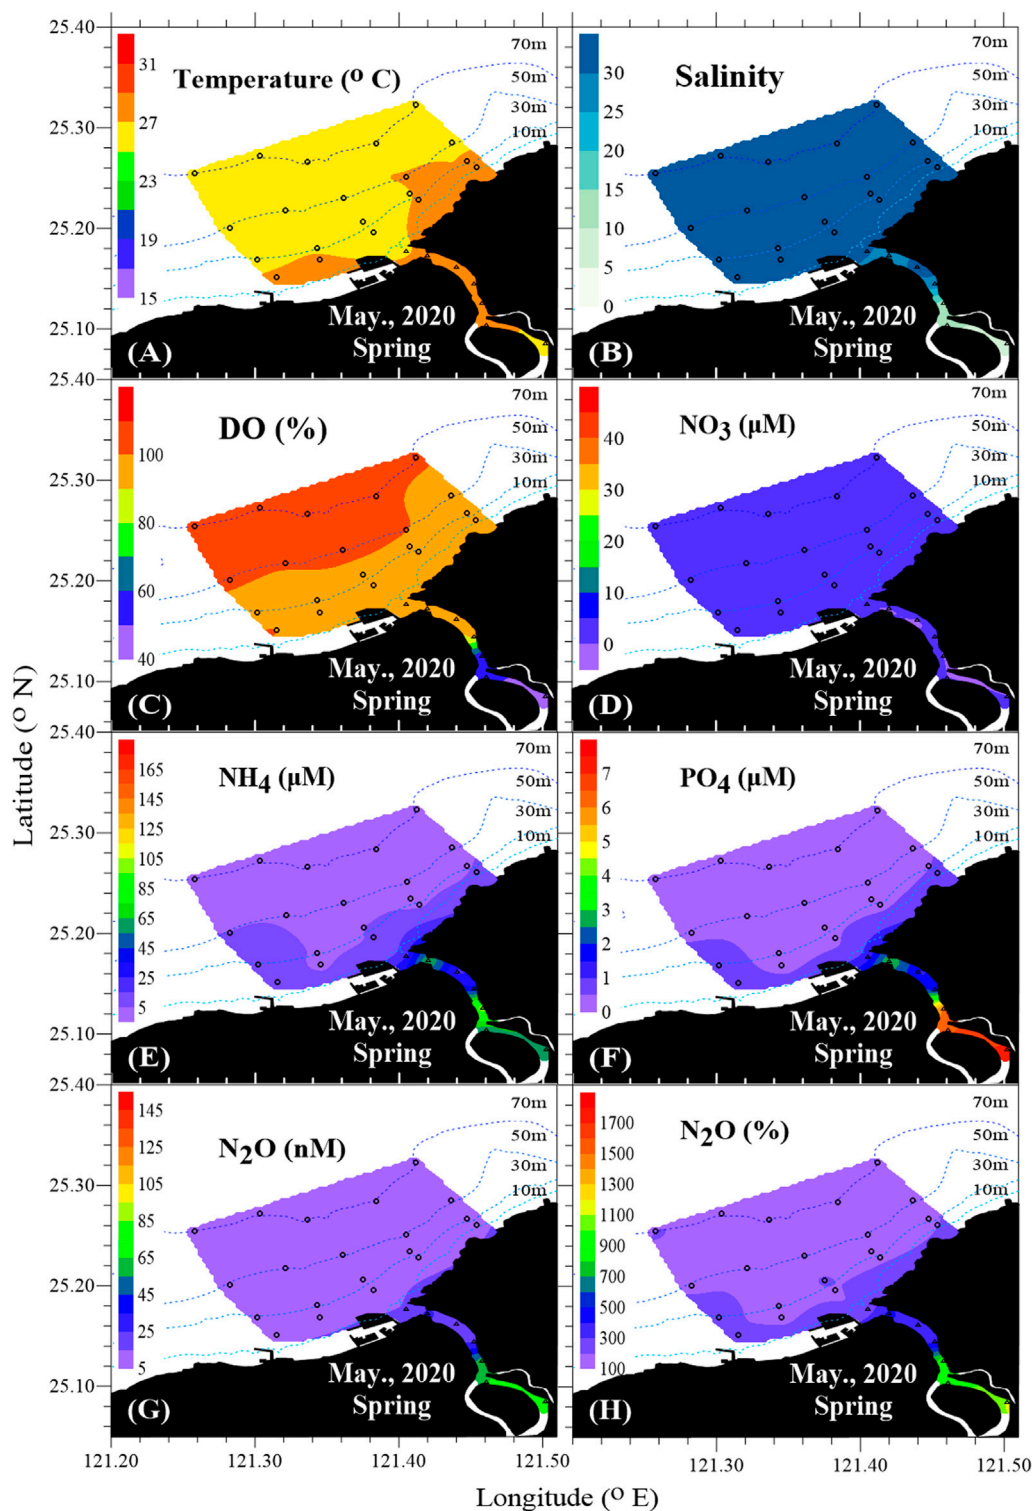 25.40
70m
Temperature (° C)
50m
31
30m
25.30
10m
27
23
25.20
19
15
May., 2020
25.10
(A)
Spring
70m
Salinity
50m
30
30m
25
10m
20
15
10
5
0
May., 2020
(B)
Spring
25.40
70m
DO (%)
50m
100
30m
25.30
10m
80
60
25.20
40
May., 2020
25.10
(C)
Spring
70m
NO3 (µM)
50m
40
30m
30
10m
20
10
0
May., 2020
(D)
Spring
25.40
70m
NH4 (µM)
165
50m
145
30m
125
25.30
10m
105
85
65
45
25.20
25
5
May., 2020
25.10
(E)
Spring
70m
PO4 (µM)
7
50m
6
30m
5
10m
4
3
2
1
0
May., 2020
(F)
Spring
25.40
70m
145
N2O (nM)
50m
125
30m
105
25.30
10m
85
65
45
25
25.20
5
May., 2020
25.10
(G)
Spring
70m
1700
N2O (%)
50m
1500
30m
1300
10m
1100
900
700
500
300
100
May., 2020
(H)
Spring
121.20
121.30
121.40
121.50
121.30
121.40
121.50
Latitude (° N)
Longitude (° E)